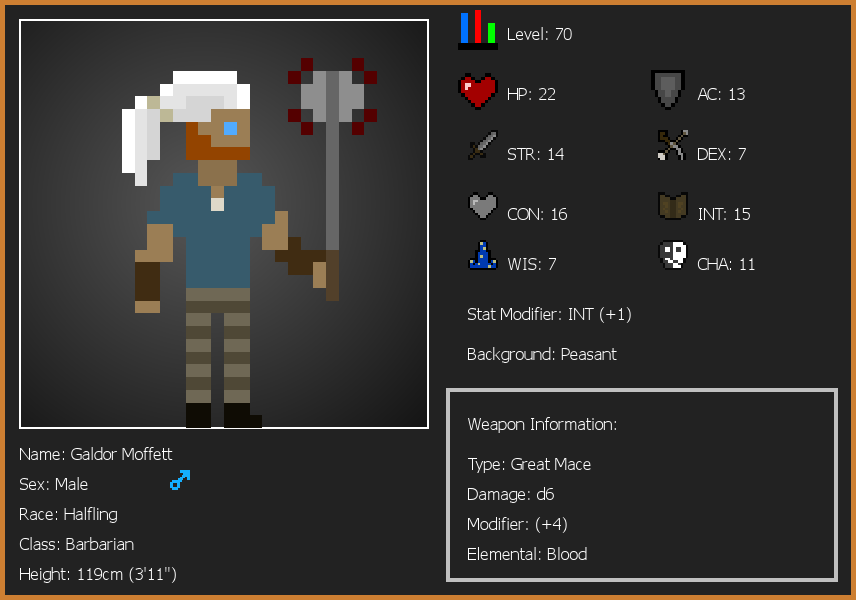 Level: 70
HP: 22
AC: 13
STR: 14
DEX: 7
CON: 16
INT: 15
WIS: 7
CHA: 11
Stat Modifier: INT (+1)
Background: Peasant
Weapon Information:
Type: Great Mace
Damage: d6
Modifier: (+4)
Elemental: Blood
Name: Galdor Moffett
Sex: Male
Race: Halfling
Class: Barbarian
Height: 119cm (3'11")